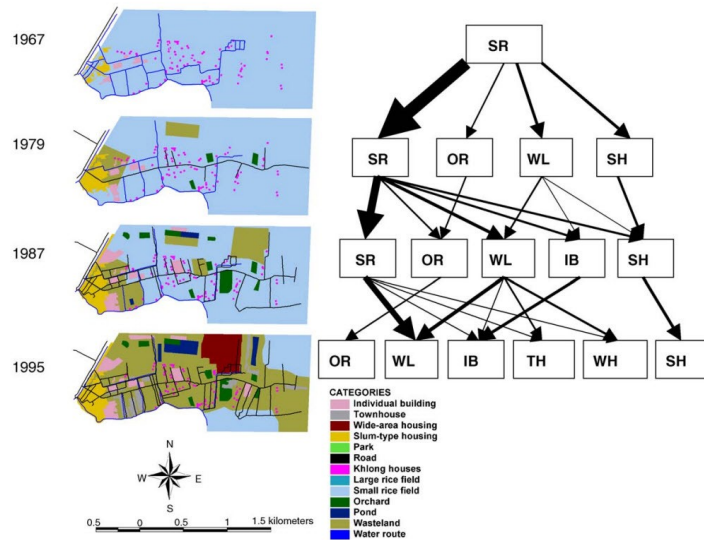 1967
SR
1979
SR OR WL SH
1987
SR OR WL IB SH
1995
OR WL IB TH WH SH
CATEGORIES
Individual building
Townhouse
Wide-area housing
Slum-type housing
Park
Road
Khlong houses
Large rice field
Small rice field
Orchard
Pond
Wasteland
Water route
N
W E
S
0.5 0 0.5 1 1.5 kilometers